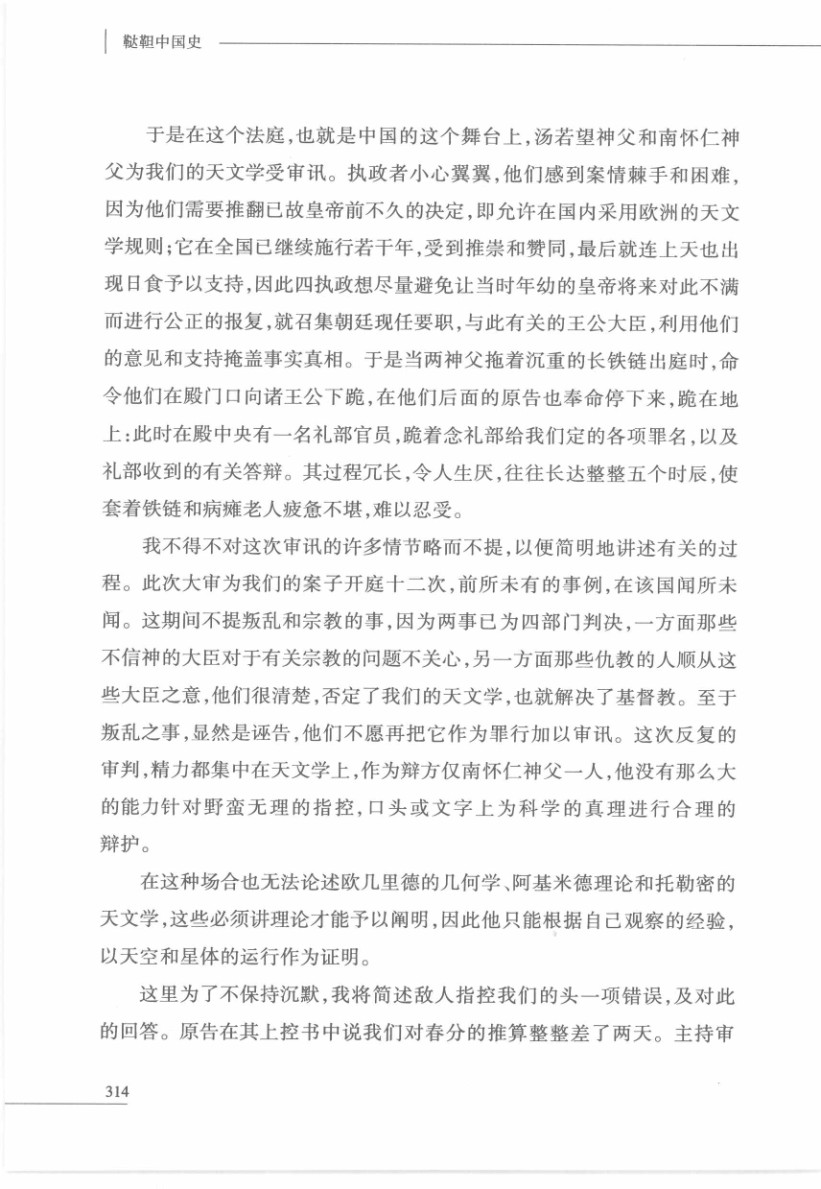 鞑靼中国史
于是在这个法庭,也就是中国的这个舞台上,汤若望神父和南怀仁神
父为我们的天文学受审讯。执政者小心翼翼,他们感到案情棘手和困难,
因为他们需要推翻已故皇帝前不久的决定,即允许在国内采用欧洲的天文
学规则;它在全国已继续施行若干年,受到推崇和赞同,最后就连上天也出
现日食予以支持,因此四执政想尽量避免让当时年幼的皇帝将来对此不满
而进行公正的报复,就召集朝廷现任要职,与此有关的王公大臣,利用他们
的意见和支持掩盖事实真相。于是当两神父拖着沉重的长铁链出庭时,命
令他们在殿门口向诸王公下跪,在他们后面的原告也奉命停下来,跪在地
上:此时在殿中央有一名礼部官员,跪着念礼部给我们定的各项罪名,以及
礼部收到的有关答辩。其过程冗长,令人生厌,往往长达整整五个时辰,使
套着铁链和病瘫老人疲惫不堪,难以忍受。
我不得不对这次审讯的许多情节略而不提,以便简明地讲述有关的过
程。此次大审为我们的案子开庭十二次,前所未有的事例,在该国闻所未
闻。这期间不提叛乱和宗教的事,因为两事已为四部门判决,一方面那些
不信神的大臣对于有关宗教的问题不关心,另一方面那些仇教的人顺从这
些大臣之意,他们很清楚,否定了我们的天文学,也就解决了基督教。至于
叛乱之事,显然是诬告,他们不愿再把它作为罪行加以审讯。这次反复的
审判,精力都集中在天文学上,作为辩方仅南怀仁神父一人,他没有那么大
的能力针对野蛮无理的指控,口头或文字上为科学的真理进行合理的
辩护。
在这种场合也无法论述欧几里德的几何学、阿基米德理论和托勒密的
天文学,这些必须讲理论才能予以阐明,因此他只能根据自己观察的经验,
以天空和星体的运行作为证明。
这里为了不保持沉默,我将简述敌人指控我们的头一项错误,及对此
的回答。原告在其上控书中说我们对春分的推算整整差了两天。主持审
314